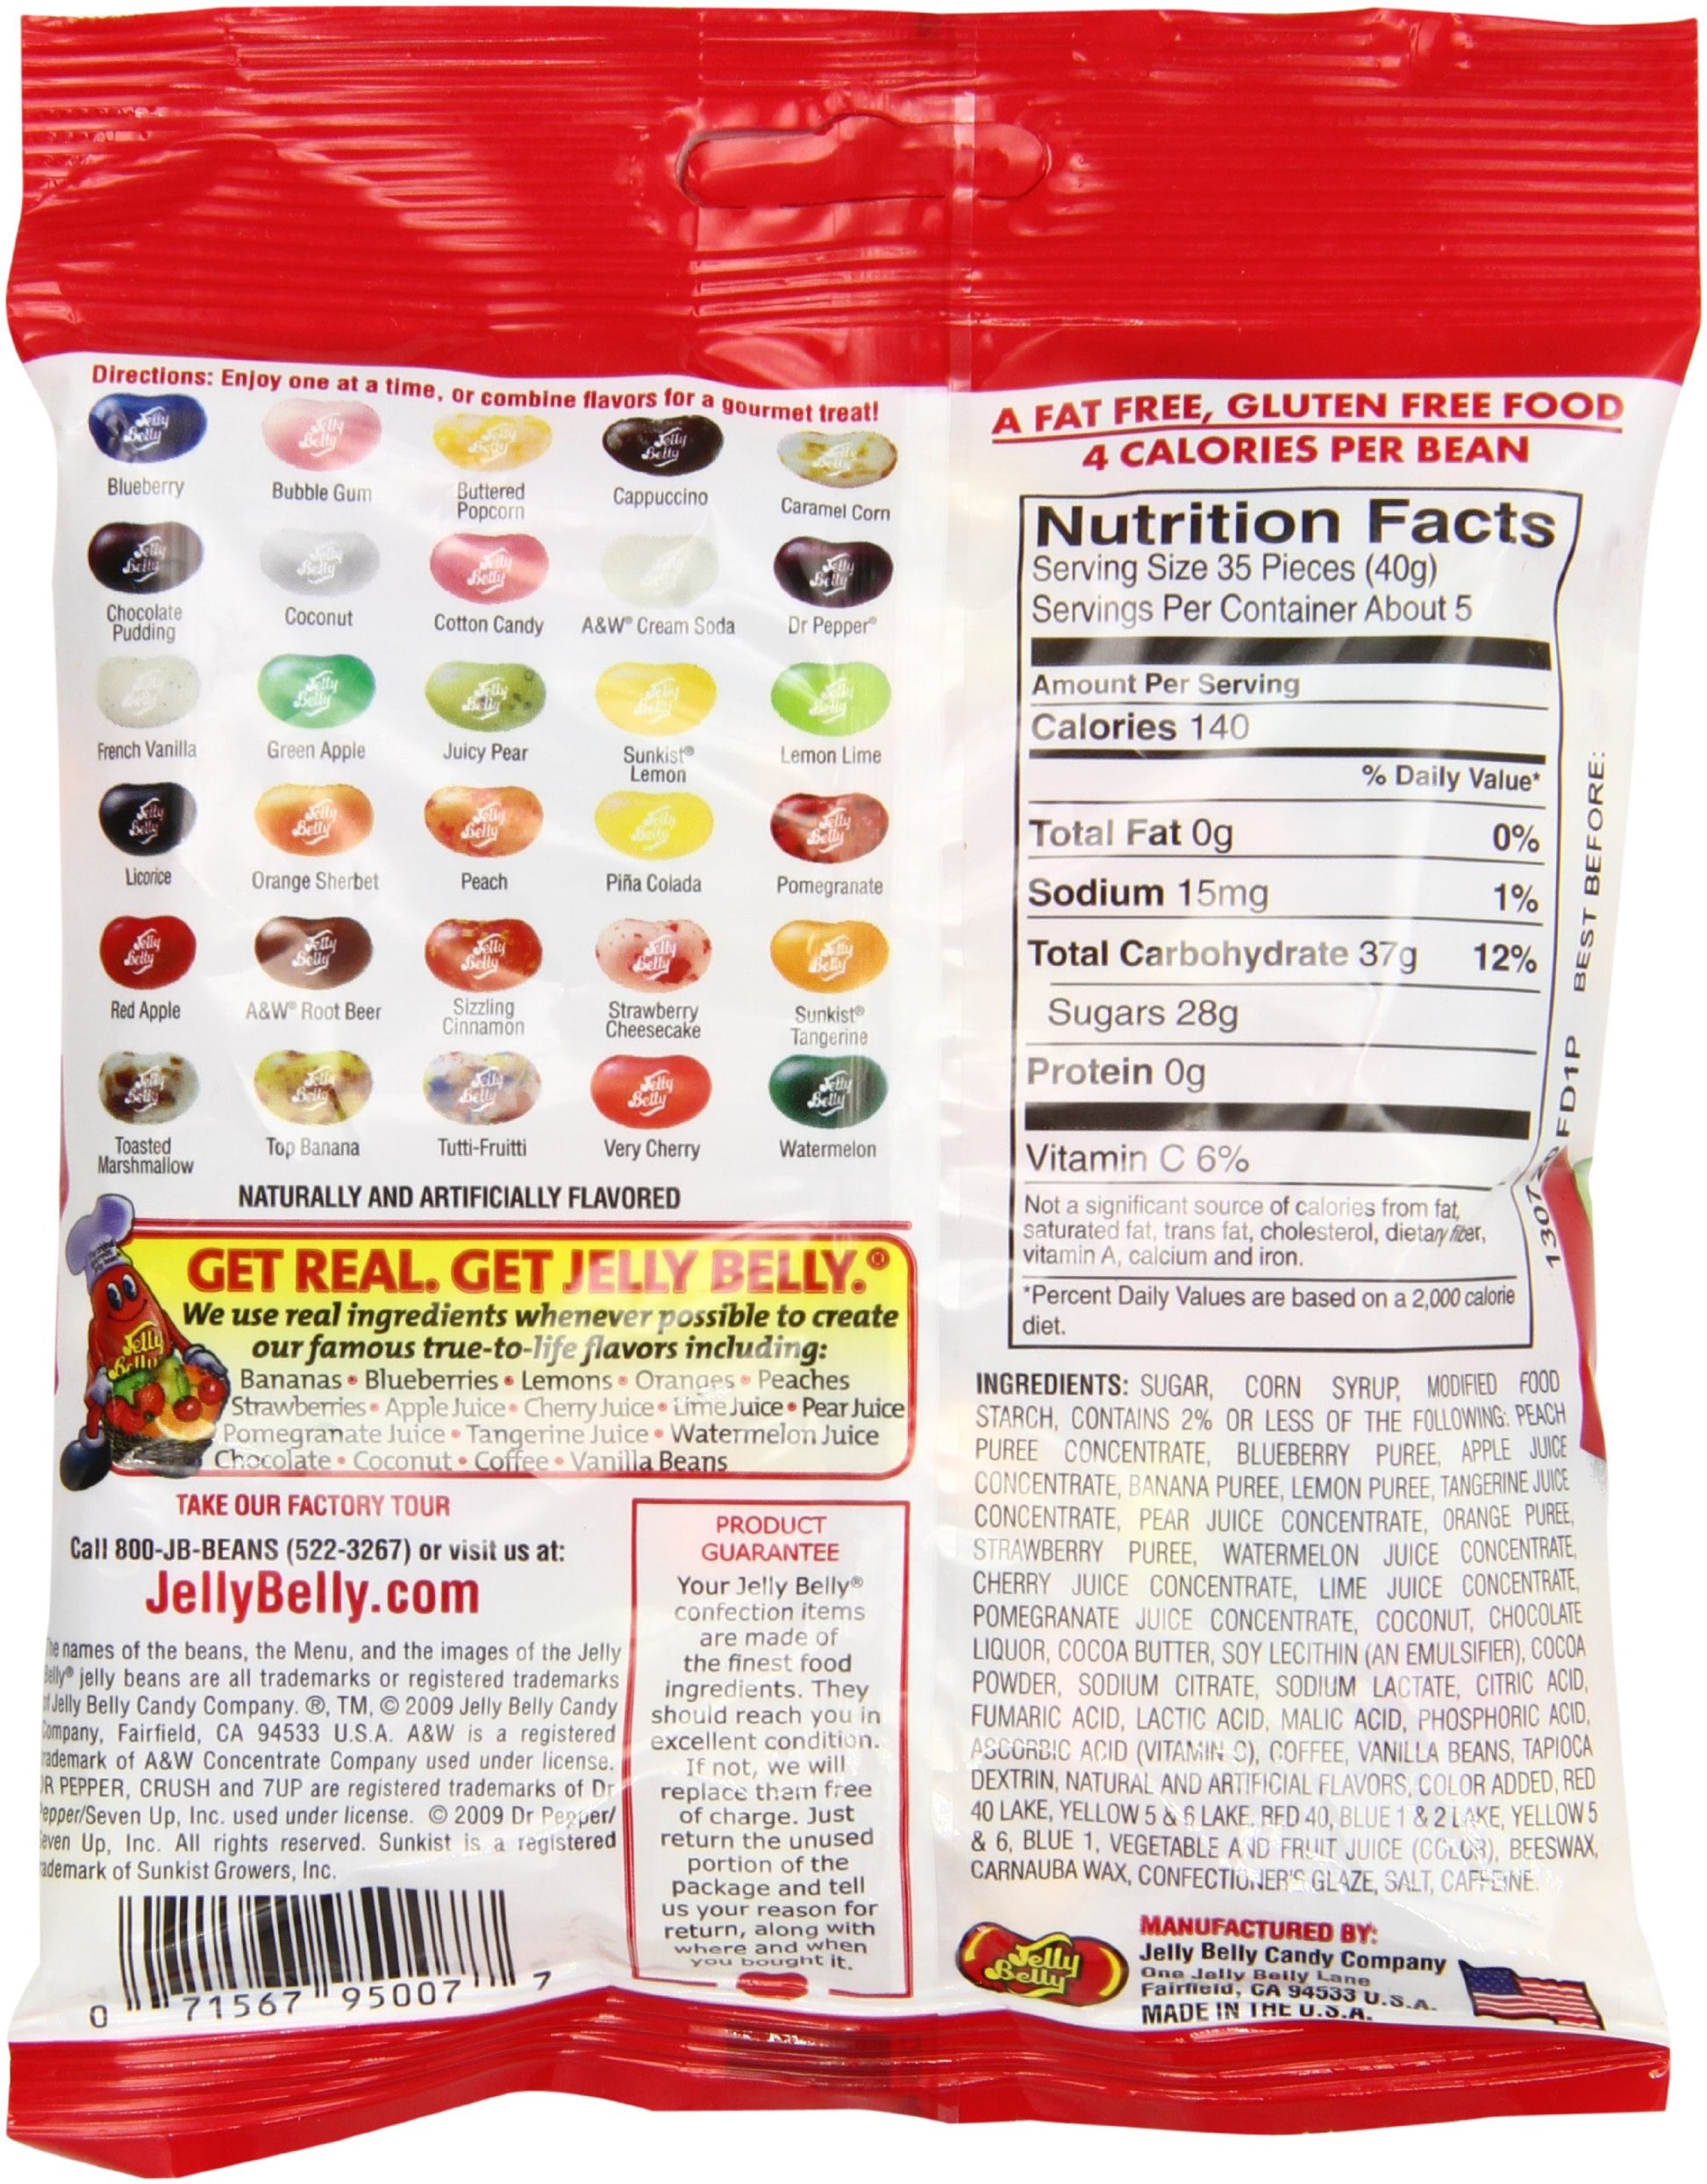 Directions: Enjoy one at a time, or combine flavors for a gourmet treat!
Blueberry
Bubble Gum
Buttered
Popcorn
Cappuccino
Caramel Corn
Chocolate
Pudding
Coconut
Cotton Candy
A&W® Cream Soda
Dr Pepper®
French Vanilla
Green Apple
Juicy Pear
Sunkist®
Lemon
Lemon Lime
Licorice
Orange Sherbet
Peach
Piña Colada
Pomegranate
Red Apple
A&W® Root Beer
Sizzling
Cinnamon
Strawberry
Cheesecake
Sunkist®
Tangerine
Toasted
Marshmallow
Top Banana
Tutti-Fruitti
Very Cherry
Watermelon
NATURALLY AND ARTIFICIALLY FLAVORED
GET REAL. GET JELLY BELLY.®
We use real ingredients whenever possible to create
our famous true-to-life flavors including:
Bananas • Blueberries • Lemons • Oranges • Peaches
Strawberries • Apple Juice • Cherry Juice • Lime Juice • Pear Juice
Pomegranate Juice • Tangerine Juice • Watermelon Juice
Chocolate • Coconut • Coffee • Vanilla Beans
Jelly
Belly
TAKE OUR FACTORY TOUR
Call 800-JB-BEANS (522-3267) or visit us at:
JellyBelly.com
he names of the beans, the Menu, and the images of the Jelly
Belly® jelly beans are all trademarks or registered trademarks
of Jelly Belly Candy Company. ®, TM, © 2009 Jelly Belly Candy
Company, Fairfield, CA 94533 U.S.A. A&W is a registered
rademark of A&W Concentrate Company used under license.
R PEPPER, CRUSH and 7UP are registered trademarks of Dr
epper/Seven Up, Inc. used under license. © 2009 Dr Pepper/
even Up, Inc. All rights reserved. Sunkist is a registered
rademark of Sunkist Growers, Inc.
0 71567 95007 7
PRODUCT
GUARANTEE
Your Jelly Belly®
confection items
are made of
the finest food
ingredients. They
should reach you in
excellent condition.
If not, we will
replace them free
of charge. Just
return the unused
portion of the
package and tell
us your reason for
return, along with
where and when
you bought it.
A FAT FREE, GLUTEN FREE FOOD
4 CALORIES PER BEAN
Nutrition Facts
Serving Size 35 Pieces (40g)
Servings Per Container About 5
Amount Per Serving
Calories 140
% Daily Value*
Total Fat 0g 0%
Sodium 15mg 1%
Total Carbohydrate 37g 12%
Sugars 28g
Protein 0g
Vitamin C 6%
Not a significant source of calories from fat,
saturated fat, trans fat, cholesterol, dietary fiber,
vitamin A, calcium and iron.
*Percent Daily Values are based on a 2,000 calorie
diet.
BEST BEFORE:
FD1P
INGREDIENTS: SUGAR, CORN SYRUP, MODIFIED FOOD
STARCH, CONTAINS 2% OR LESS OF THE FOLLOWING: PEACH
PUREE CONCENTRATE, BLUEBERRY PUREE, APPLE JUICE
CONCENTRATE, BANANA PUREE, LEMON PUREE, TANGERINE JUICE
CONCENTRATE, PEAR JUICE CONCENTRATE, ORANGE PUREE,
STRAWBERRY PUREE, WATERMELON JUICE CONCENTRATE,
CHERRY JUICE CONCENTRATE, LIME JUICE CONCENTRATE,
POMEGRANATE JUICE CONCENTRATE, COCONUT, CHOCOLATE
LIQUOR, COCOA BUTTER, SOY LECITHIN (AN EMULSIFIER), COCOA
POWDER, SODIUM CITRATE, SODIUM LACTATE, CITRIC ACID,
FUMARIC ACID, LACTIC ACID, MALIC ACID, PHOSPHORIC ACID,
ASCORBIC ACID (VITAMIN C), COFFEE, VANILLA BEANS, TAPIOCA
DEXTRIN, NATURAL AND ARTIFICIAL FLAVORS, COLOR ADDED, RED
40 LAKE, YELLOW 5 & 6 LAKE, RED 40, BLUE 1 & 2 LAKE, YELLOW 5
& 6, BLUE 1, VEGETABLE AND FRUIT JUICE (COLOR), BEESWAX,
CARNAUBA WAX, CONFECTIONER'S GLAZE, SALT, CAFFEINE.
Jelly
Belly
MANUFACTURED BY:
Jelly Belly Candy Company
One Jelly Belly Lane
Fairfield, CA 94533 U.S.A.
MADE IN THE U.S.A.